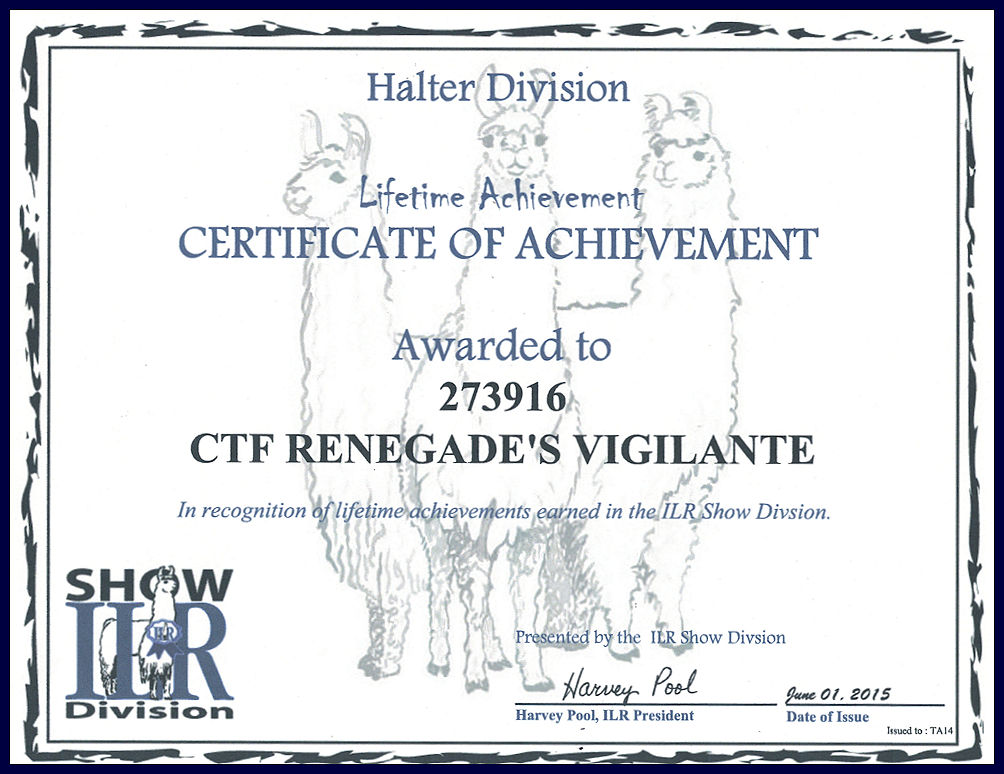 Halter Division
Lifetime Achievement
CERTIFICATE OF ACHIEVEMENT
Awarded to
273916
CTF RENEGADE'S VIGILANTE
In recognition of lifetime achievements earned in the ILR Show Divsion.
SHOW
ILR
ILR
Division
Presented by the ILR Show Divsion
Harvey Pool
June 01, 2015
Harvey Pool, ILR President
Date of Issue
Issued to : TA14